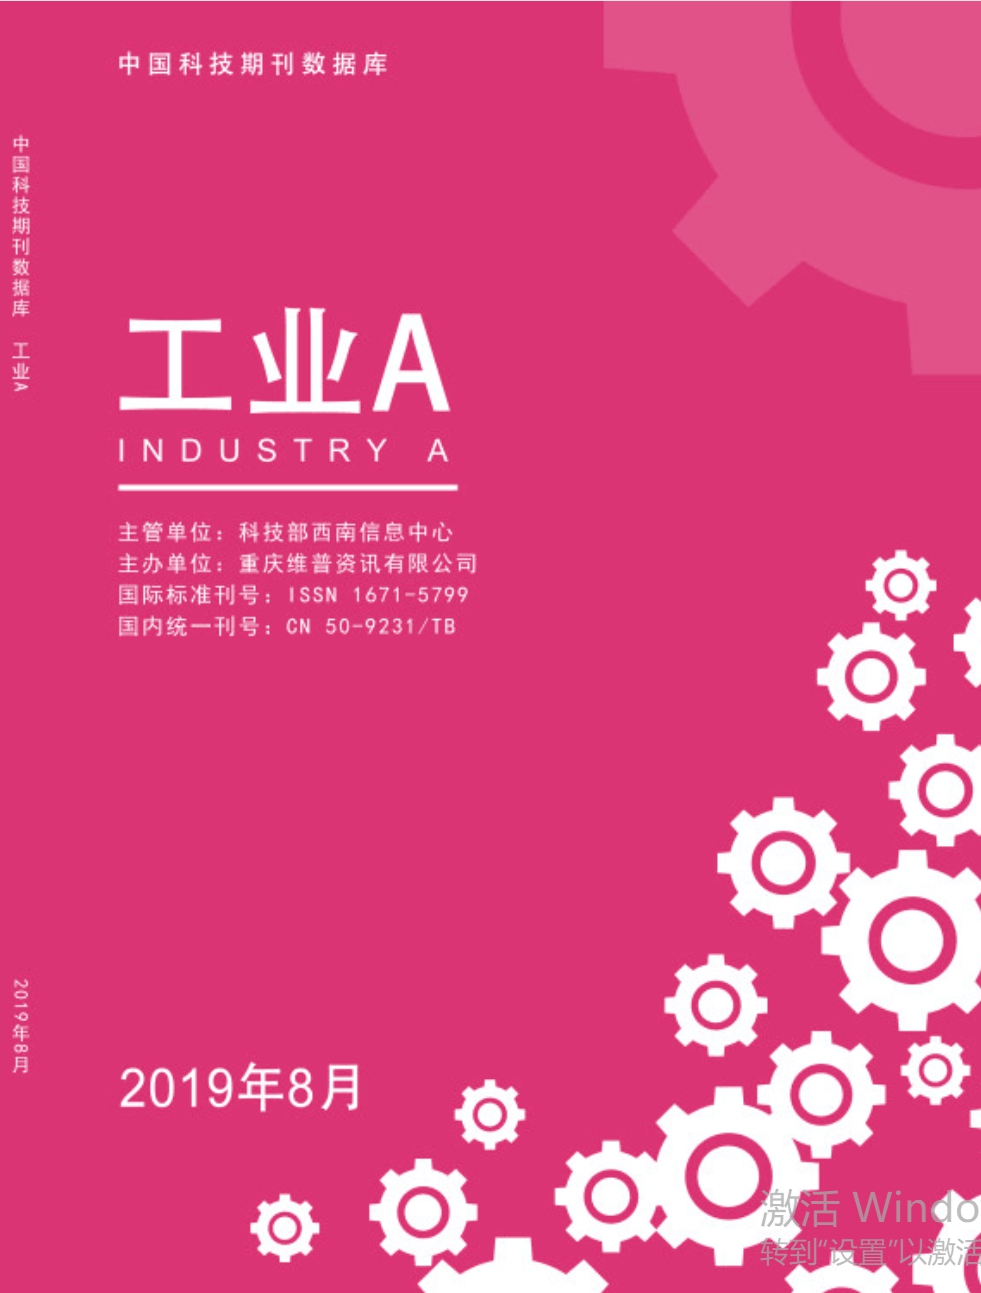 中国科技期刊数据库
中国科技期刊数据库 工业A
工业A
INDUSTRY A
主管单位：科技部西南信息中心
主办单位：重庆维普资讯有限公司
国际标准刊号：ISSN 1671-5799
国内统一刊号：CN 50-9231/TB
2019年8月
2019年8月
激活 Windo
转到“设置”以激活